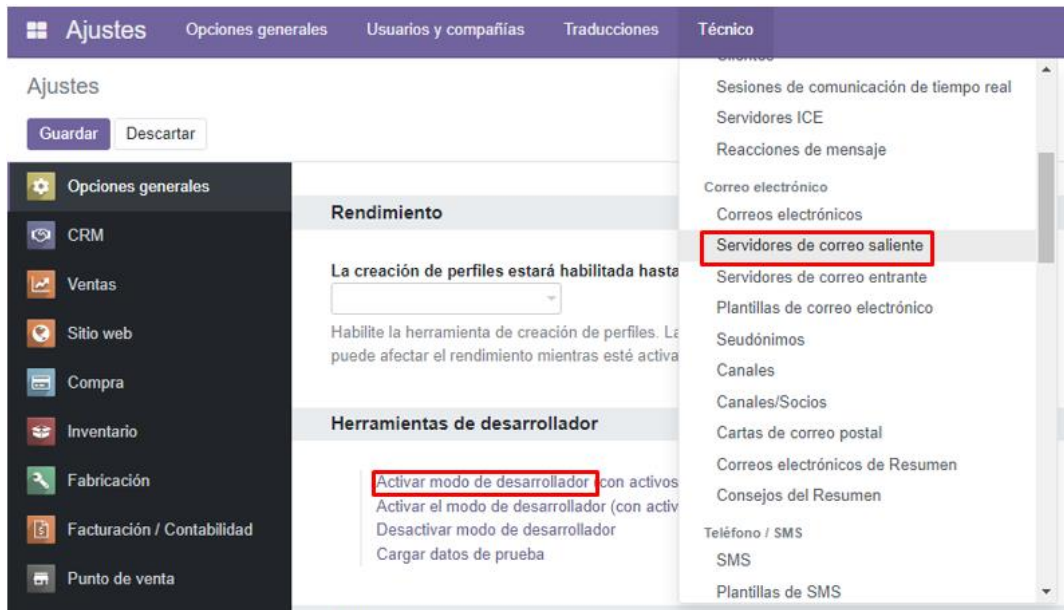 Ajustes Opciones generales Usuarios y compañías Traducciones Técnico
Ajustes
Guardar Descartar
Opciones generales
CRM
Ventas
Sitio web
Compra
Inventario
Fabricación
Facturación / Contabilidad
Punto de venta
Rendimiento
La creación de perfiles estará habilitada hasta
Habilite la herramienta de creación de perfiles. La
puede afectar el rendimiento mientras esté activa
Herramientas de desarrollador
Activar modo de desarrollador (con activos
Activar el modo de desarrollador (con activ
Desactivar modo de desarrollador
Cargar datos de prueba
Clientes
Sesiones de comunicación de tiempo real
Servidores ICE
Reacciones de mensaje
Correo electrónico
Correos electrónicos
Servidores de correo saliente
Servidores de correo entrante
Plantillas de correo electrónico
Seudónimos
Canales
Canales/Socios
Cartas de correo postal
Correos electrónicos de Resumen
Consejos del Resumen
Teléfono / SMS
SMS
Plantillas de SMS